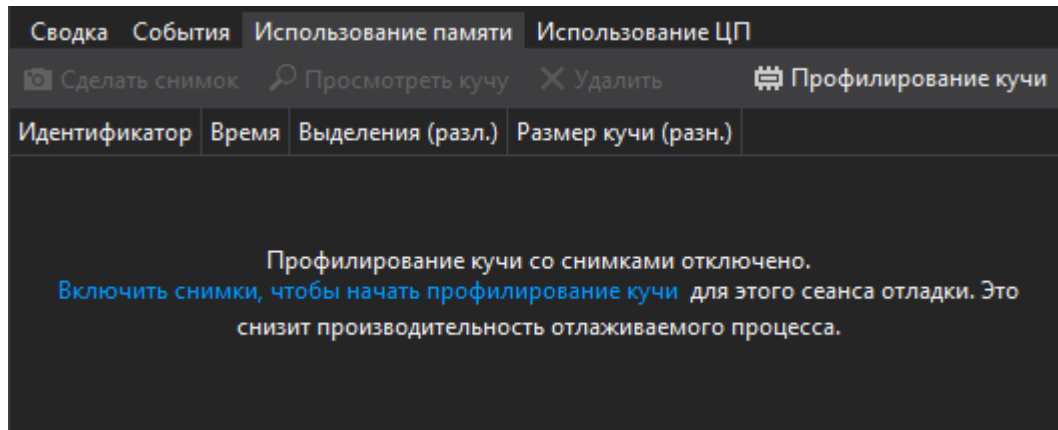 Сводка События Использование памяти Использование ЦП
Сделать снимок Просмотреть кучу Удалить Профилирование кучи
Идентификатор Время Выделения (разл.) Размер кучи (разн.)
Профилирование кучи со снимками отключено.
Включить снимки, чтобы начать профилирование кучи для этого сеанса отладки. Это
снизит производительность отлаживаемого процесса.